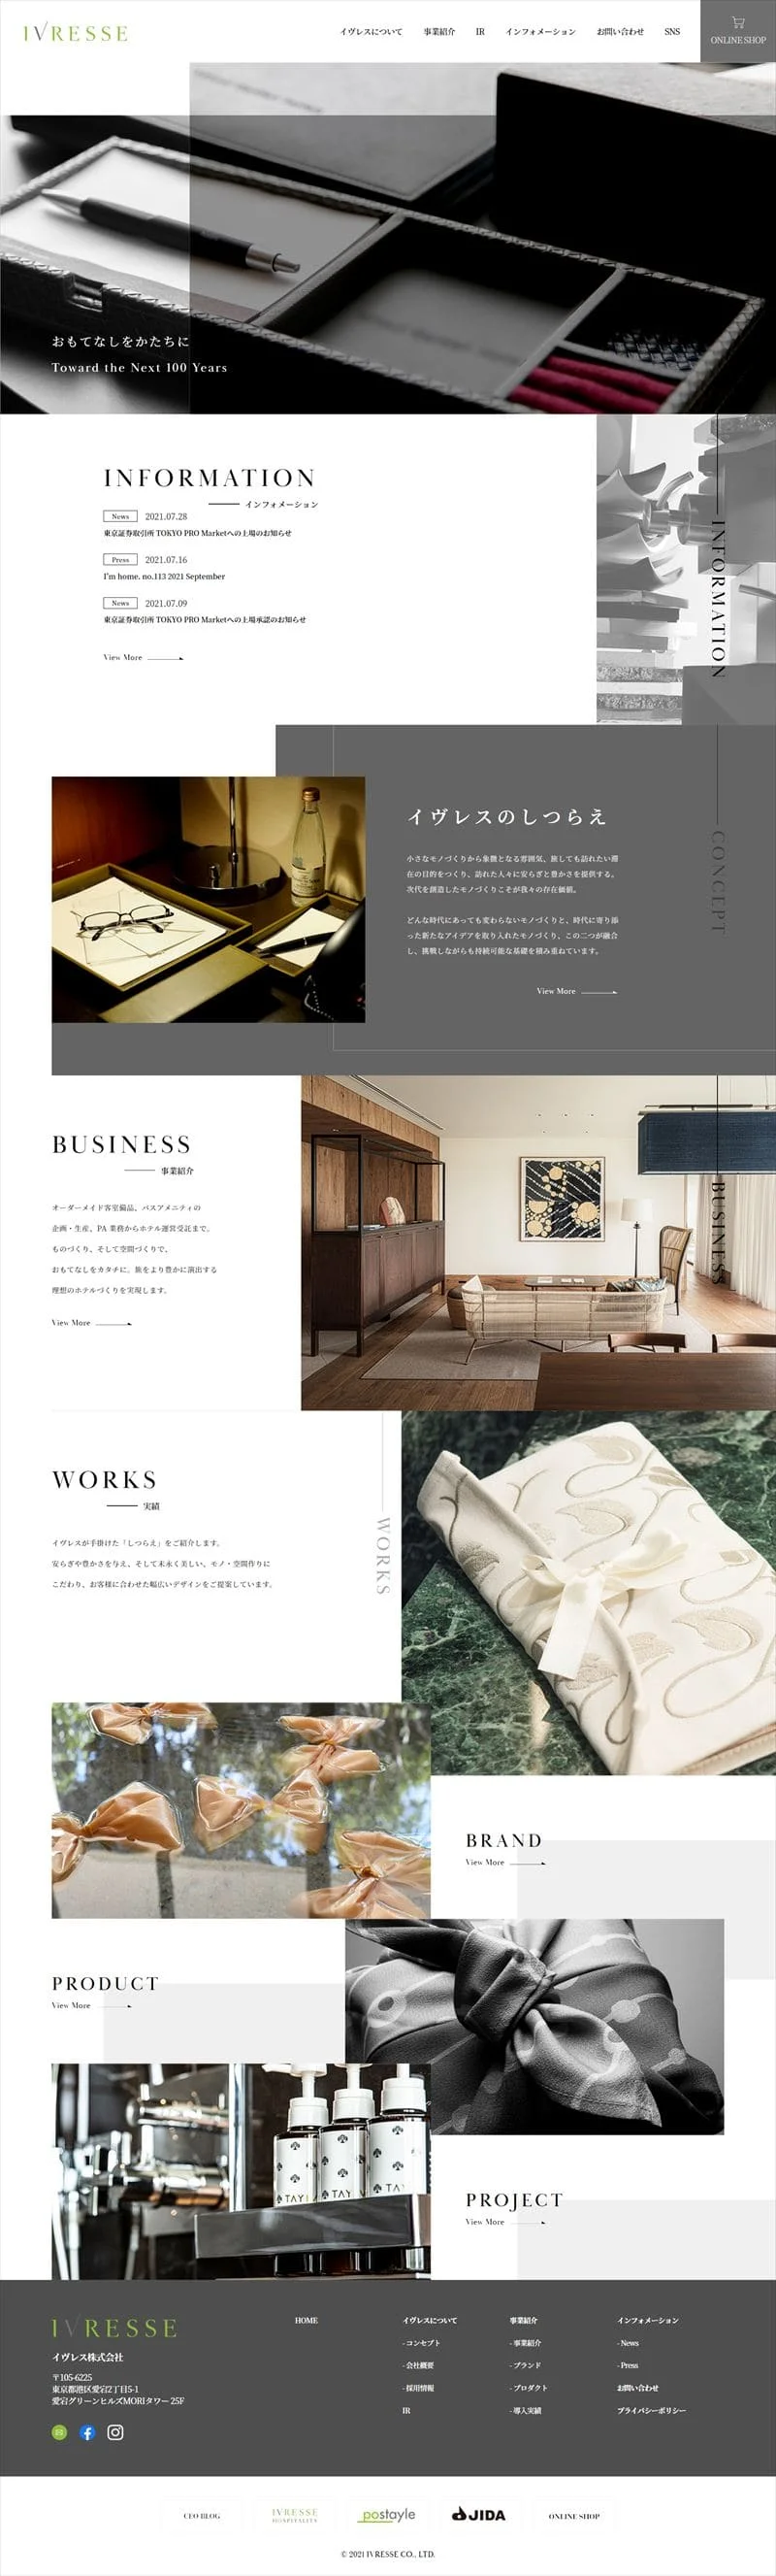 IVRESSE
イヴレスについて
事業紹介
IR
インフォメーション
お問い合わせ
SNS
ONLINE SHOP
おもてなしをかたちに
Toward the Next 100 Years
INFORMATION
インフォメーション
News 2021.07.28
東京証券取引所 TOKYO PRO Marketへの上場のお知らせ
Press 2021.07.16
I'm home. no.113 2021 September
News 2021.07.09
東京証券取引所 TOKYO PRO Marketへの上場承認のお知らせ
View More
INFORMATION
イヴレスのしつらえ
小さなモノづくりから象徴となる雰囲気、旅しても訪れたい滞
在の目的をつくり、訪れた人々に安らぎと豊かさを提供する。
次代を創造したモノづくりこそが我々の存在価値。
どんな時代にあっても変わらないモノづくりと、時代に寄り添
った新たなアイデアを取り入れたモノづくり、この二つが融合
し、挑戦しながらも持続可能な基礎を積み重ねています。
View More
CONCEPT
BUSINESS
事業紹介
オーダーメイド客室備品、バスアメニティの
企画・生産、PA 業務からホテル運営受託まで。
ものづくり、そして空間づくりで、
おもてなしをカタチに。旅をより豊かに演出する
理想のホテルづくりを実現します。
View More
BUSINESS
WORKS
実績
イヴレスが手掛けた「しつらえ」をご紹介します。
安らぎや豊かさを与え、そして末永く美しい、モノ・空間作りに
こだわり、お客様に合わせた幅広いデザインをご提案しています。
WORKS
BRAND
View More
PRODUCT
View More
PROJECT
View More
IVRESSE
イヴレス株式会社
〒105-6225
東京都港区愛宕2丁目5-1
愛宕グリーンヒルズMORIタワー 25F
HOME
イヴレスについて
- コンセプト
- 会社概要
- 採用情報
IR
事業紹介
- 事業紹介
- ブランド
- プロダクト
- 導入実績
インフォメーション
- News
- Press
お問い合わせ
プライバシーポリシー
CEO BLOG
IVRESSE
HOSPITALITY
postayle
JIDA
ONLINE SHOP
© 2021 IVRESSE CO., LTD.